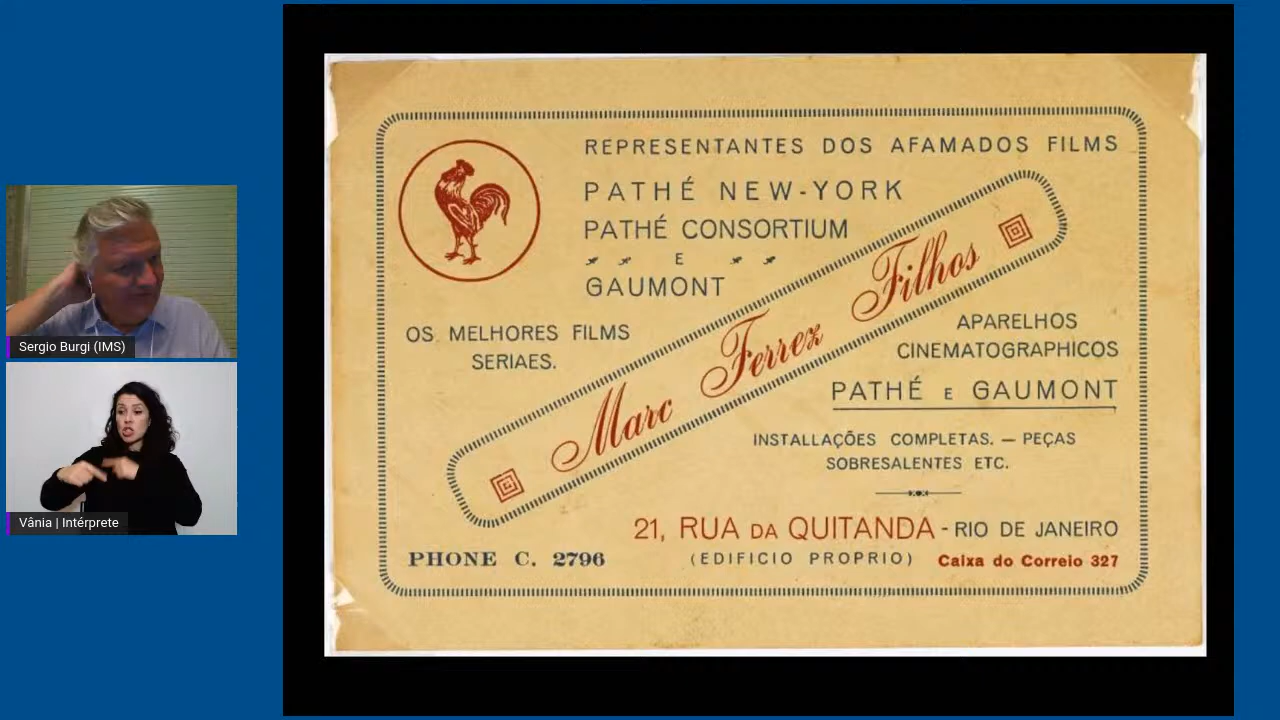 REPRESENTANTES DOS AFAMADOS FILMS
PATHÉ NEW-YORK
PATHÉ CONSORTIUM
E
GAUMONT
OS MELHORES FILMS
SERIAES.
Marc Ferrez Filhos
APARELHOS
CINEMATOGRAPHICOS
PATHÉ E GAUMONT
INSTALLAÇÕES COMPLETAS. — PEÇAS
SOBRESALENTES ETC.
21, RUA DA QUITANDA - RIO DE JANEIRO
PHONE C. 2796
(EDIFICIO PROPRIO)
Caixa do Correio 327
Sergio Burgi (IMS)
Vânia | Intérprete